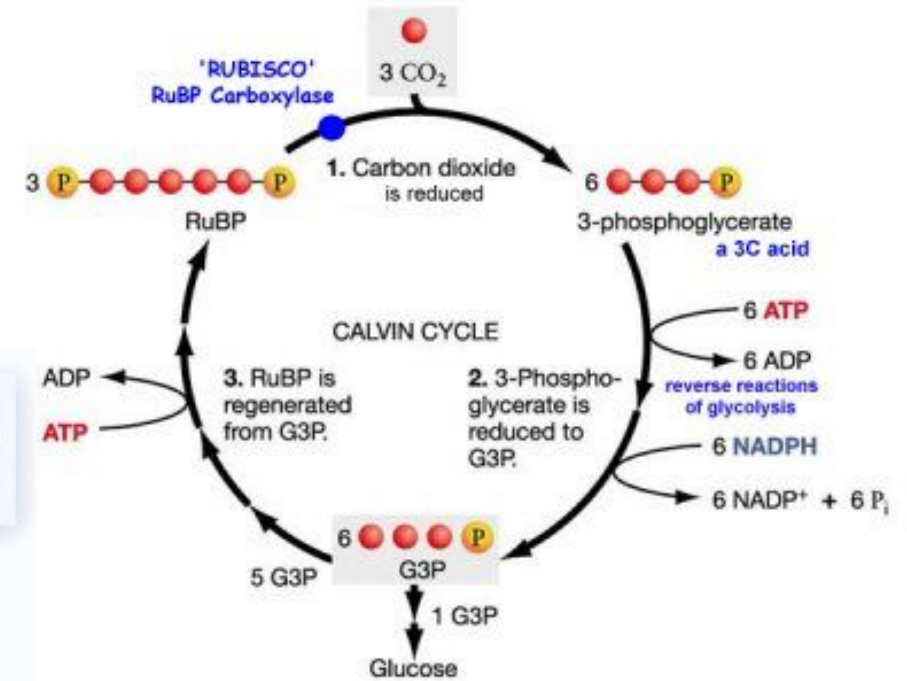 'RUBISCO'
RuBP Carboxylase
3 CO₂
1. Carbon dioxide
is reduced
3 P P
RuBP
6 P
3-phosphoglycerate
a 3C acid
CALVIN CYCLE
6 ATP
6 ADP
reverse reactions
of glycolysis
6 NADPH
6 NADP⁺ + 6 Pᵢ
2. 3-Phospho-
glycerate is
reduced to
G3P.
3. RuBP is
regenerated
from G3P.
ADP
ATP
6 P
G3P
5 G3P
1 G3P
Glucose